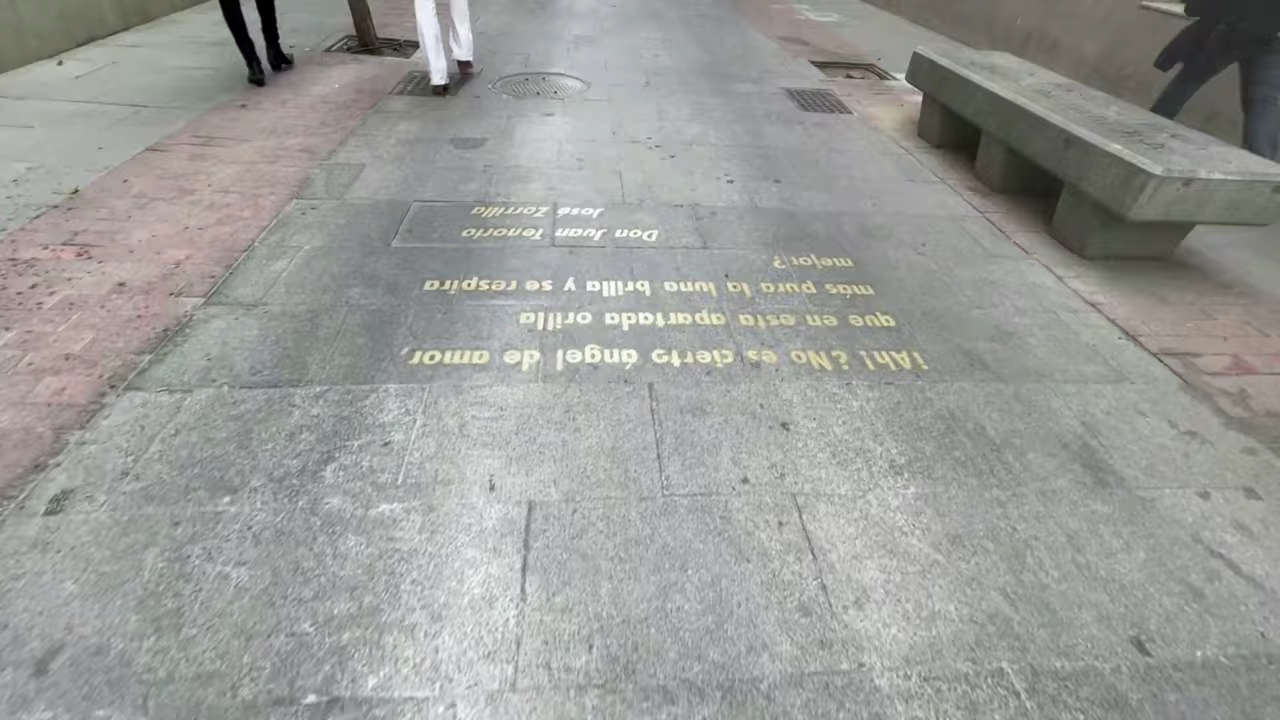 ¡Ah! ¿No es cierto ángel de amor,
que en esta apartada orilla
más pura la luna brilla y se respira
mejor?
Don Juan Tenorio
José Zorrilla